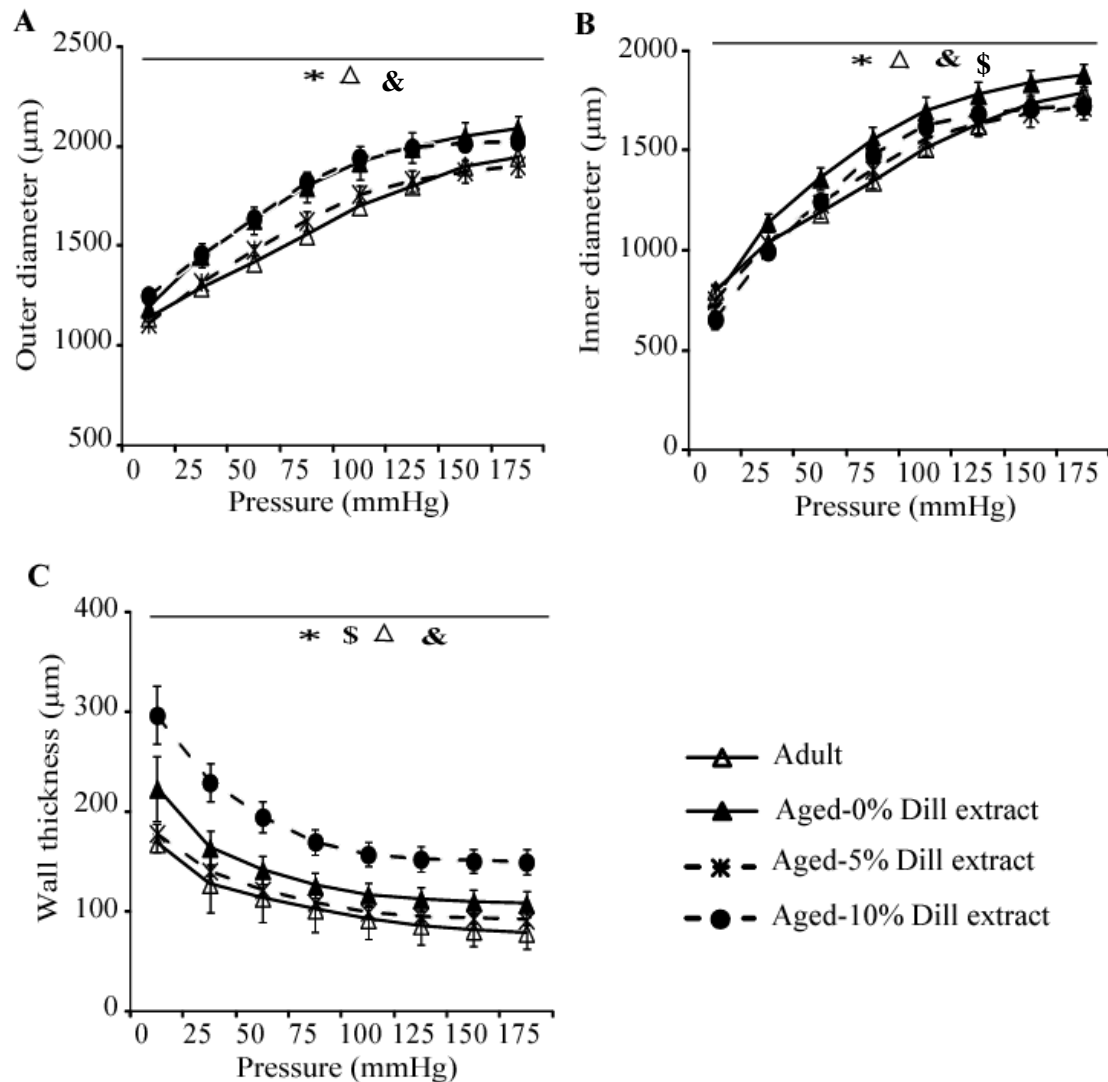 A
Outer diameter (µm)
2500
2000
1500
1000
500
* △ &
0 25 50 75 100 125 150 175
Pressure (mmHg)
B
Inner diameter (µm)
2000
1500
1000
500
0
* △ & $
0 25 50 75 100 125 150 175
Pressure (mmHg)
C
Wall thickness (µm)
400
300
200
100
0
* $ △ &
0 25 50 75 100 125 150 175
Pressure (mmHg)
Adult
Aged-0% Dill extract
Aged-5% Dill extract
Aged-10% Dill extract